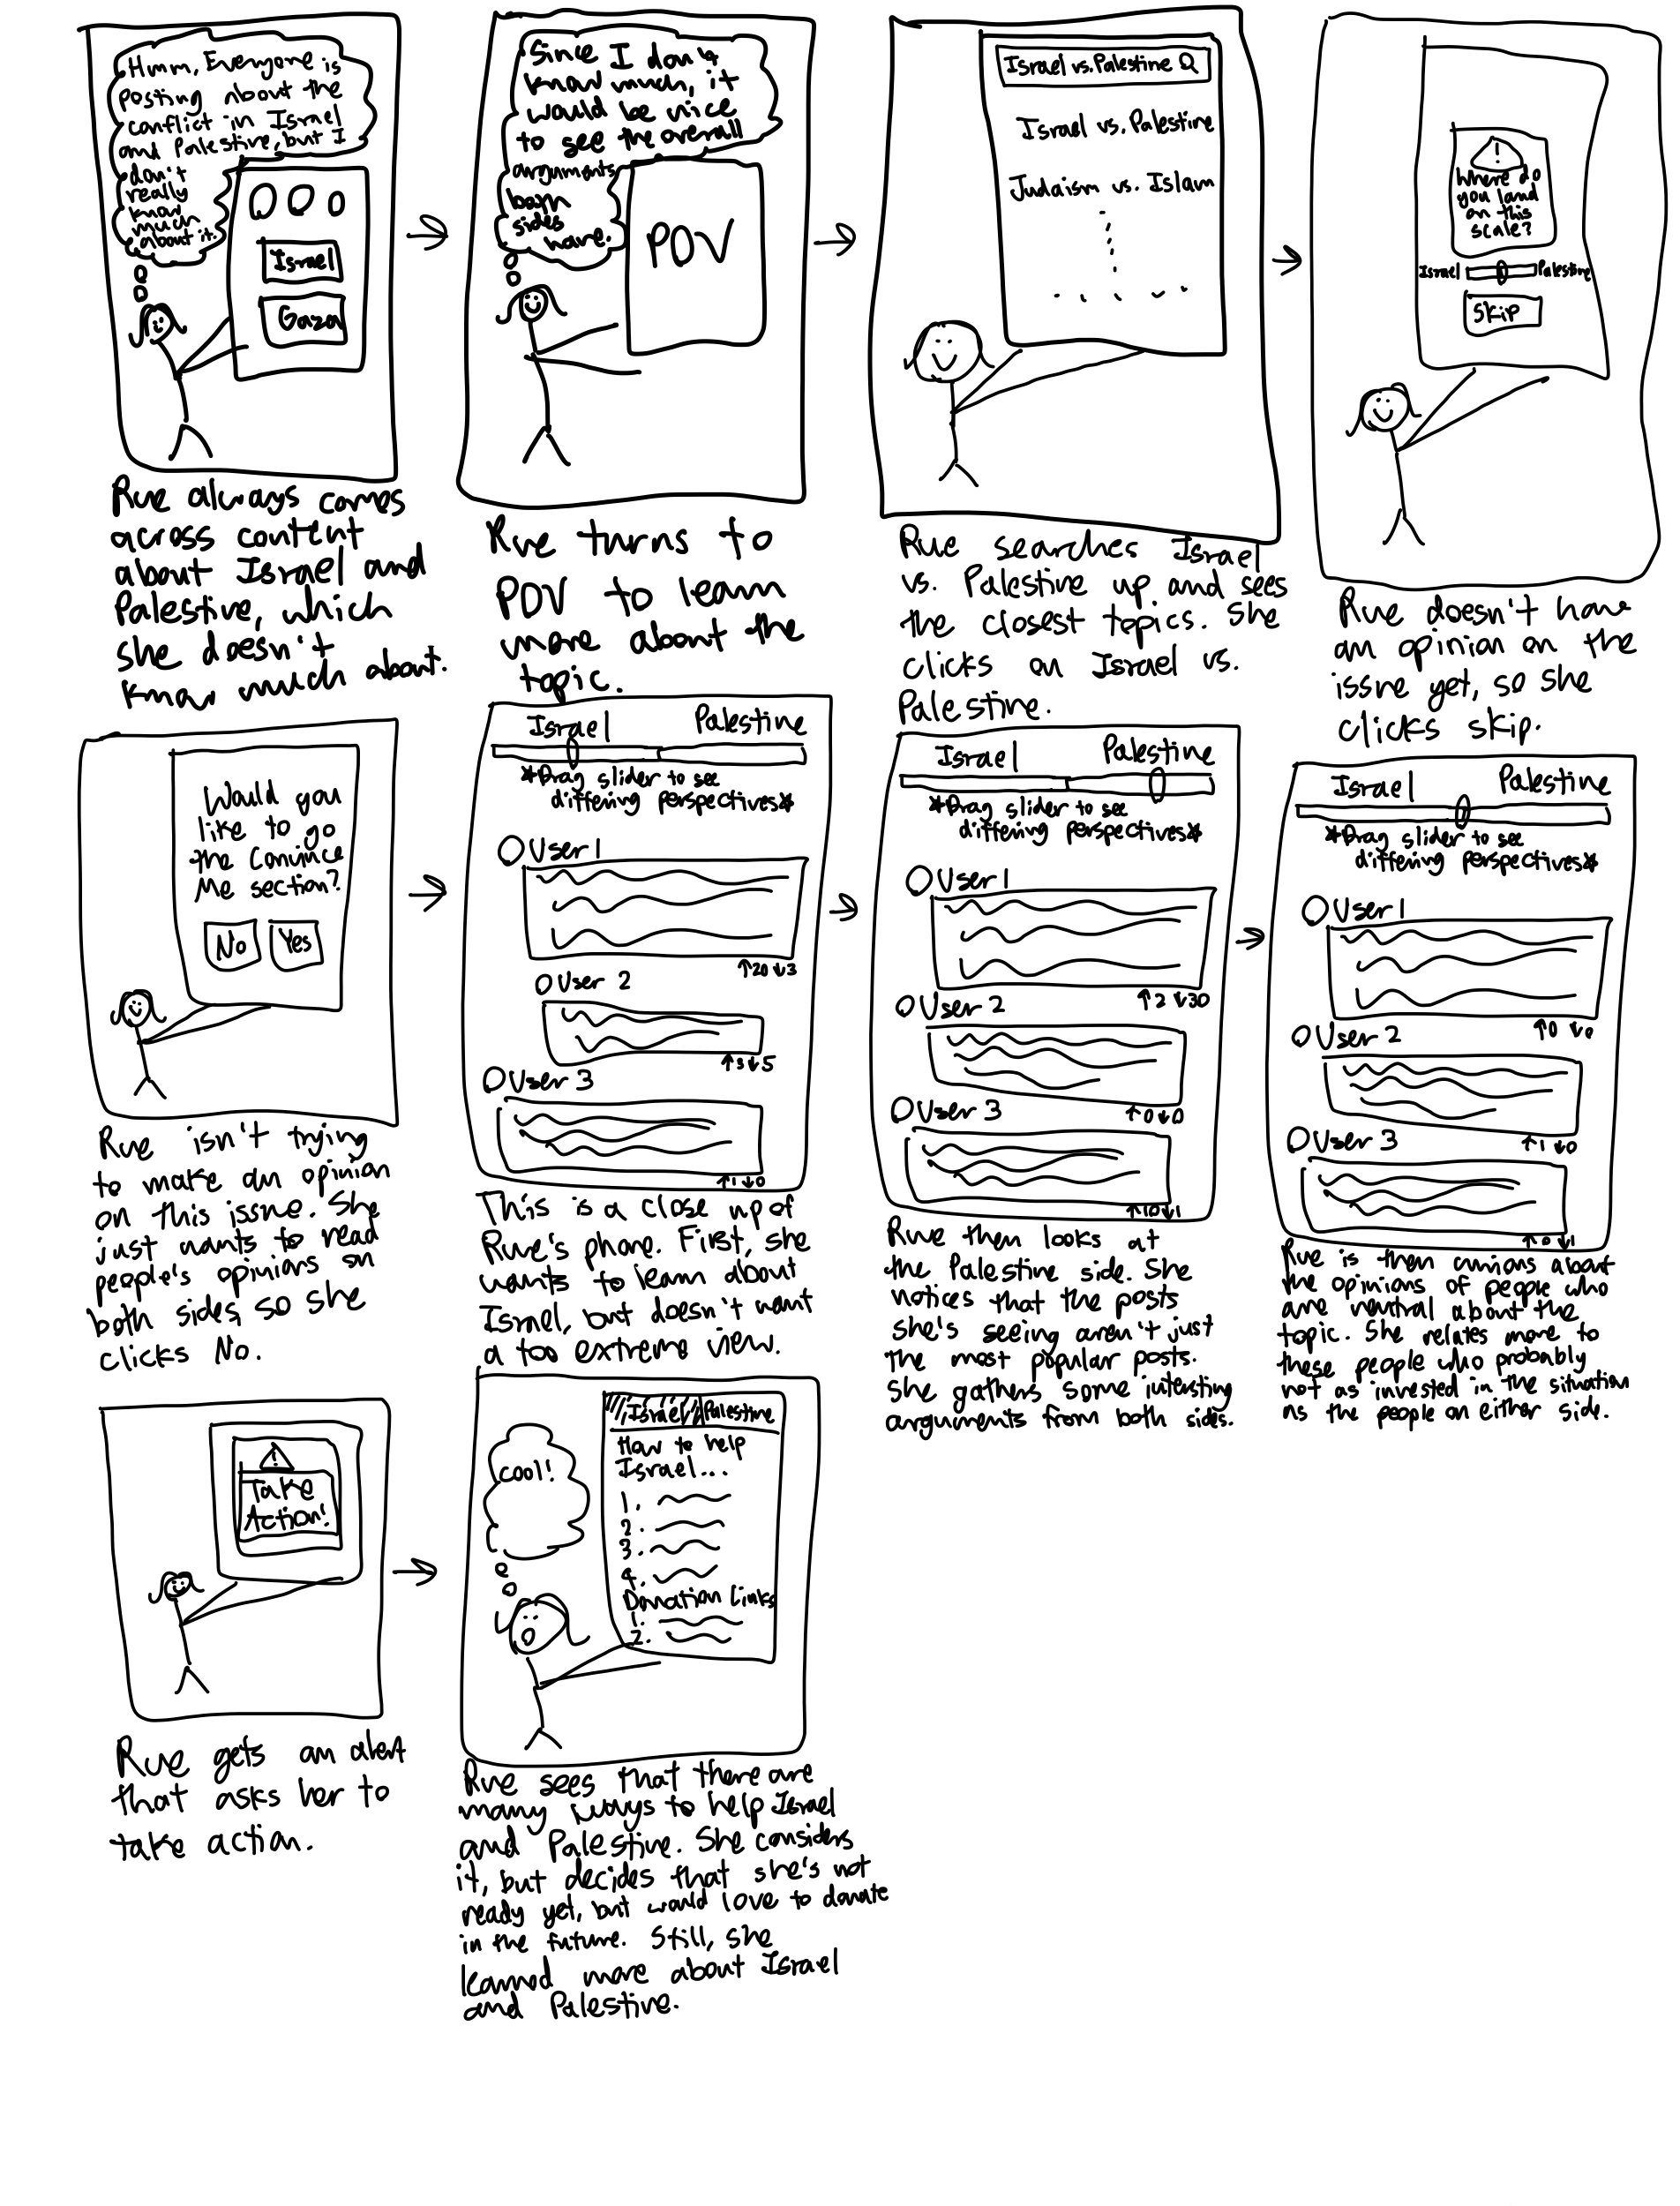 Hmm, Everyone is
posting about the
conflict in Israel
and Palestine, but I
don't
really
know
much
about it.
Israel
Gaza
Rue always comes
across content
about Israel and
Palestine, which
she doesn't
know much about.
Since I don't
know much, it
would be nice
to see the overall
arguments
both
sides
have.
POV
Rue turns to
POV to learn
more about the
topic.
Israel vs. Palestine
Israel vs. Palestine
Judaism vs. Islam
Rue searches Israel
vs. Palestine up and sees
the closest topics. She
clicks on Israel vs.
Palestine.
!
Where do
you land
on this
scale?
Israel Palestine
Skip
Rue doesn't have
an opinion on the
issue yet, so she
clicks skip.
Would you
like to go
the Convince
Me section?
No Yes
Rue isn't trying
to make an opinion
on this issue. She
just wants to read
people's opinions on
both sides, so she
clicks No.
Israel Palestine
*Drag slider to see
differing perspectives*
User 1
↑20 ↓3
User 2
↑3 ↓5
User 3
↑1 ↓0
This is a close up of
Rue's phone. First, she
wants to learn about
Israel, but doesn't want
a too extreme view.
Israel Palestine
*Drag slider to see
differing perspectives*
User 1
↑2 ↓30
User 2
↑0 ↓0
User 3
↑10 ↓1
Rue then looks at
the Palestine side. She
notices that the posts
she's seeing aren't just
the most popular posts.
She gathers some intersting
arguments from both sides.
Israel Palestine
*Drag slider to see
differing perspectives*
User 1
↑0 ↓0
User 2
↑1 ↓0
User 3
↑0 ↓1
Rue is then curious about
the opinions of people who
are neutral about the
topic. She relates more to
these people who probably
not as invested in the situation
as the people on either side.
!
Take
Action!
Rue gets an alert
that asks her to
take action.
cool!
Israel Palestine
How to help
Israel...
1.
2.
3.
4.
Donation Links
1.
2.
Rue sees that there are
many ways to help Israel
and Palestine. She considers
it, but decides that she's not
ready yet, but would love to donate
in the future. Still, she
learned more about Israel
and Palestine.